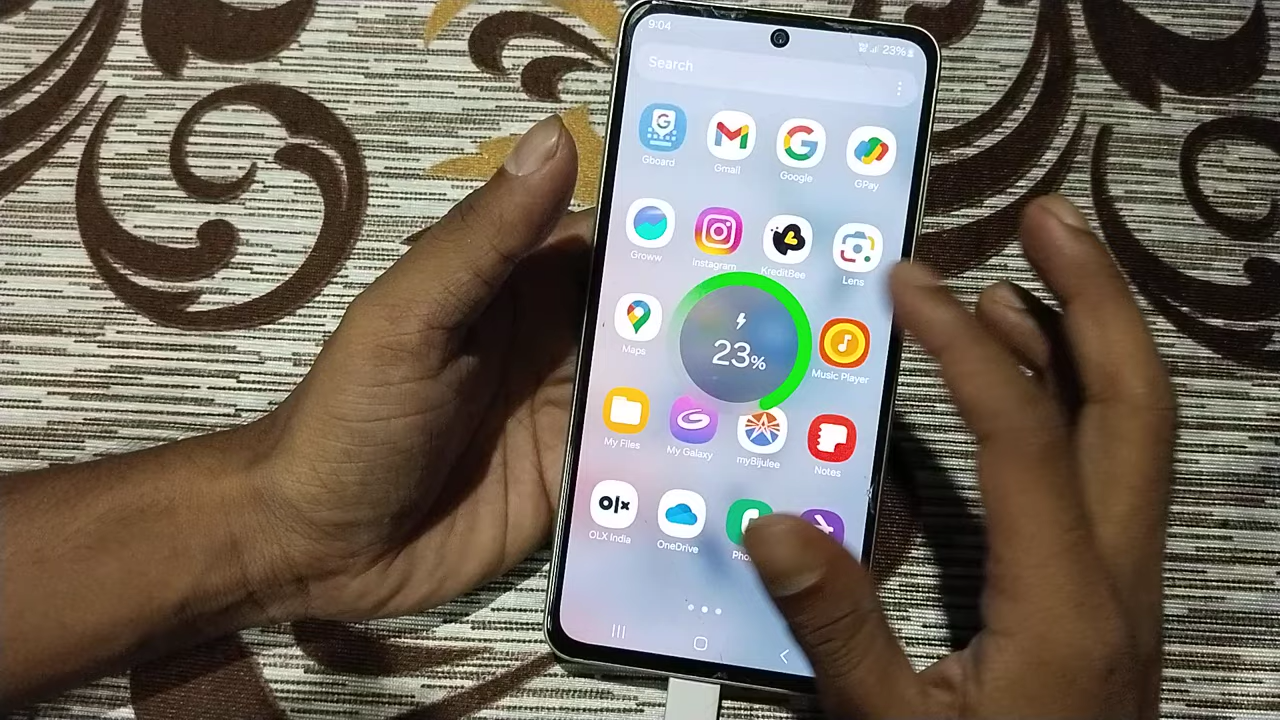 9:04
23%
Search
Gboard
Gmail
Google
GPay
Groww
Instagram
KreditBee
Lens
Maps
23%
Music Player
My Files
My Galaxy
myBijulee
Notes
olx
OLX India
OneDrive